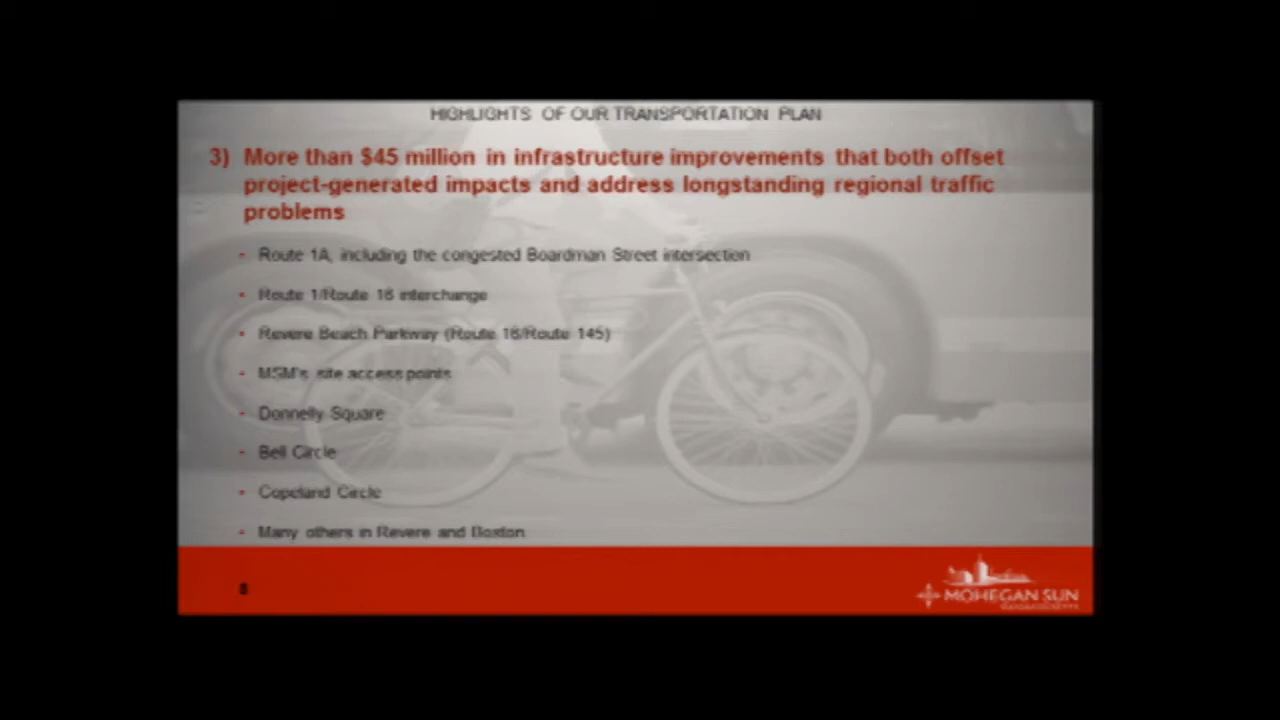 HIGHLIGHTS OF OUR TRANSPORTATION PLAN
3) More than $45 million in infrastructure improvements that both offset
project-generated impacts and address longstanding regional traffic
problems
- Route 1A, including the congested Boardman Street intersection
- Route 1/Route 16 interchange
- Revere Beach Parkway (Route 16/Route 145)
- MSM's site access points
- Donnelly Square
- Bell Circle
- Copeland Circle
- Many others in Revere and Boston
8
MOHEGAN SUN